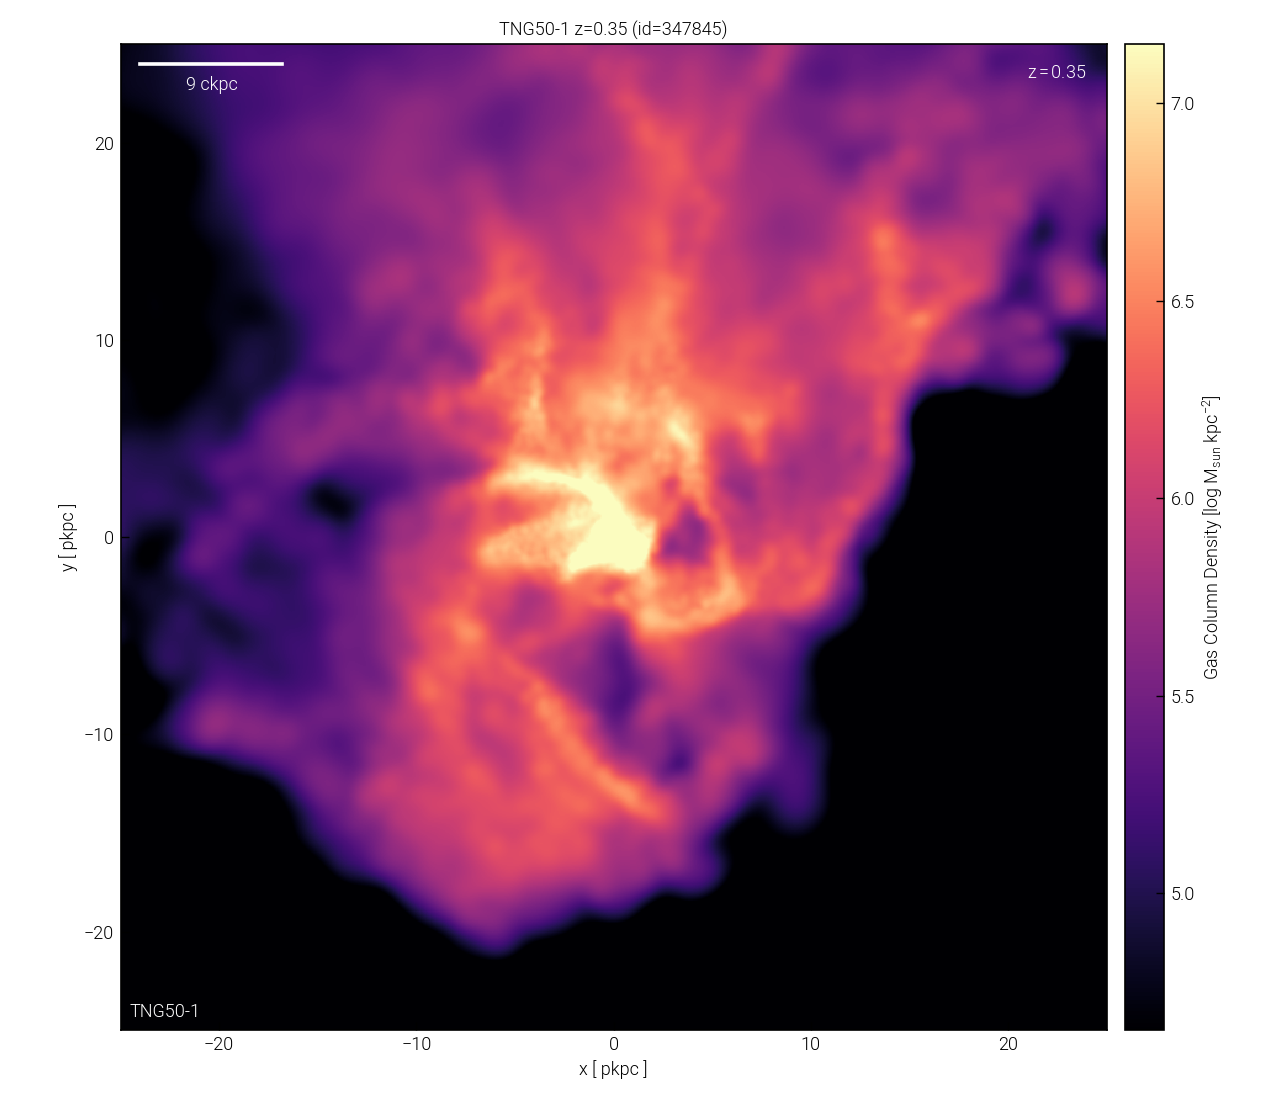 TNG50-1 z=0.35 (id=347845)
9 ckpc
z=0.35
20
10
0
−10
−20
y [ pkpc ]
TNG50-1
−20
−10
0
10
20
x [ pkpc ]
7.0
6.5
6.0
5.5
5.0
Gas Column Density [log M_sun kpc⁻²]